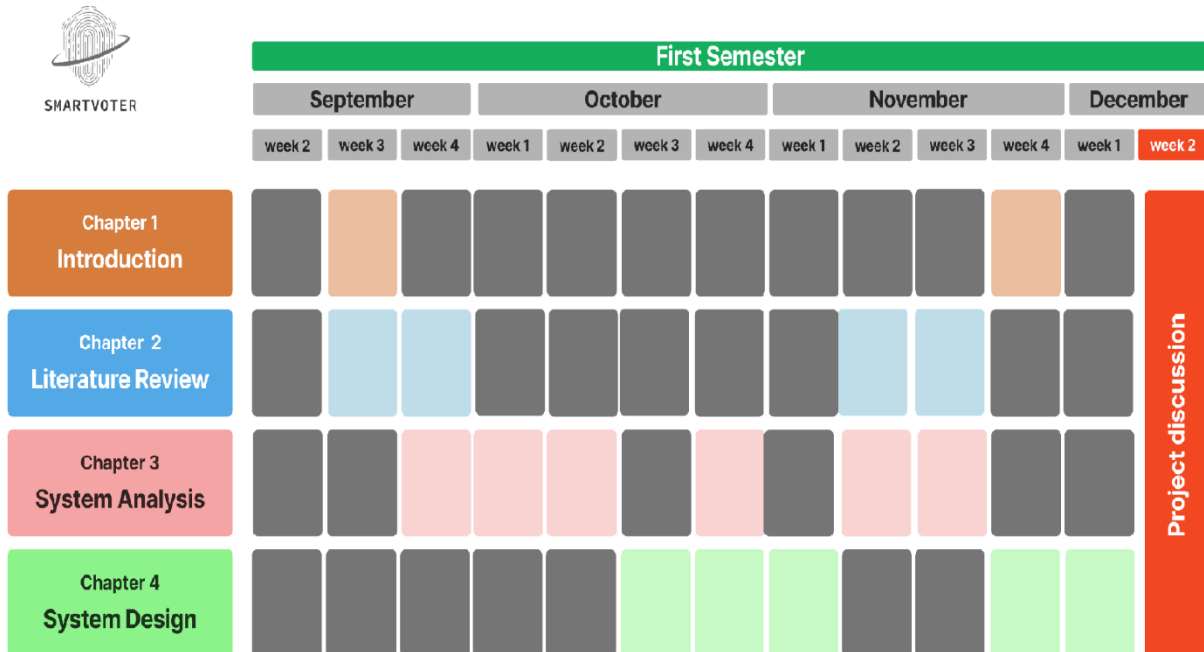 SMARTVOTER
First Semester
September October November December
week 2 week 3 week 4 week 1 week 2 week 3 week 4 week 1 week 2 week 3 week 4 week 1 week 2
Chapter 1
Introduction
Chapter 2
Literature Review
Chapter 3
System Analysis
Chapter 4
System Design
Project discussion